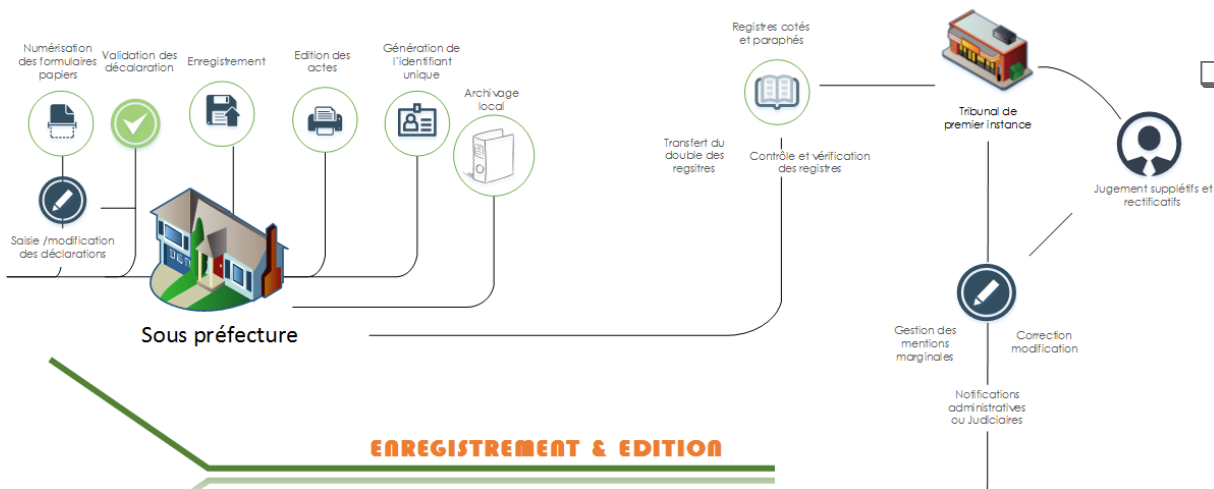 Numérisation
des formulaires
papiers
Validation des
décalaration
Enregistrement
Edition des
actes
Génération de
l'identifiant
unique
Archivage
local
Saisie /modification
des déclarations
Sous préfecture
Registres cotés
et paraphés
Transfert du
double des
regsitres
Contrôle et vérification
des registres
Tribunal de
premier instance
Jugement supplétifs et
rectificatifs
Gestion des
mentions
marginales
Correction
modification
Notifications
administratives
ou Judiciaires
ENREGISTREMENT & EDITION